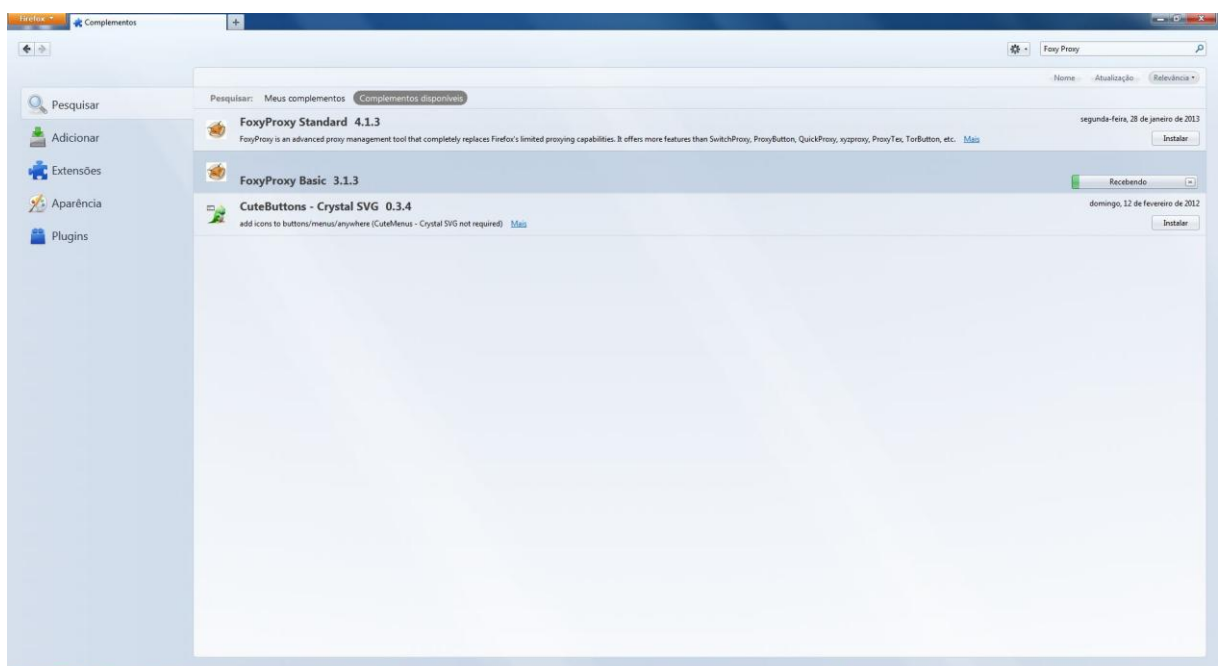 Firefox
Complementos
Foxy Proxy
Nome Atualização Relevância
Pesquisar
Adicionar
Extensões
Aparência
Plugins
Pesquisar: Meus complementos Complementos disponíveis
FoxyProxy Standard 4.1.3
segunda-feira, 28 de janeiro de 2013
FoxyProxy is an advanced proxy management tool that completely replaces Firefox's limited proxying capabilities. It offers more features than SwitchProxy, ProxyButton, QuickProxy, xyzproxy, ProxyTex, TorButton, etc. Mais
Instalar
FoxyProxy Basic 3.1.3
Recebendo
CuteButtons - Crystal SVG 0.3.4
domingo, 12 de fevereiro de 2012
add icons to buttons/menus/anywhere (CuteMenus - Crystal SVG not required) Mais
Instalar